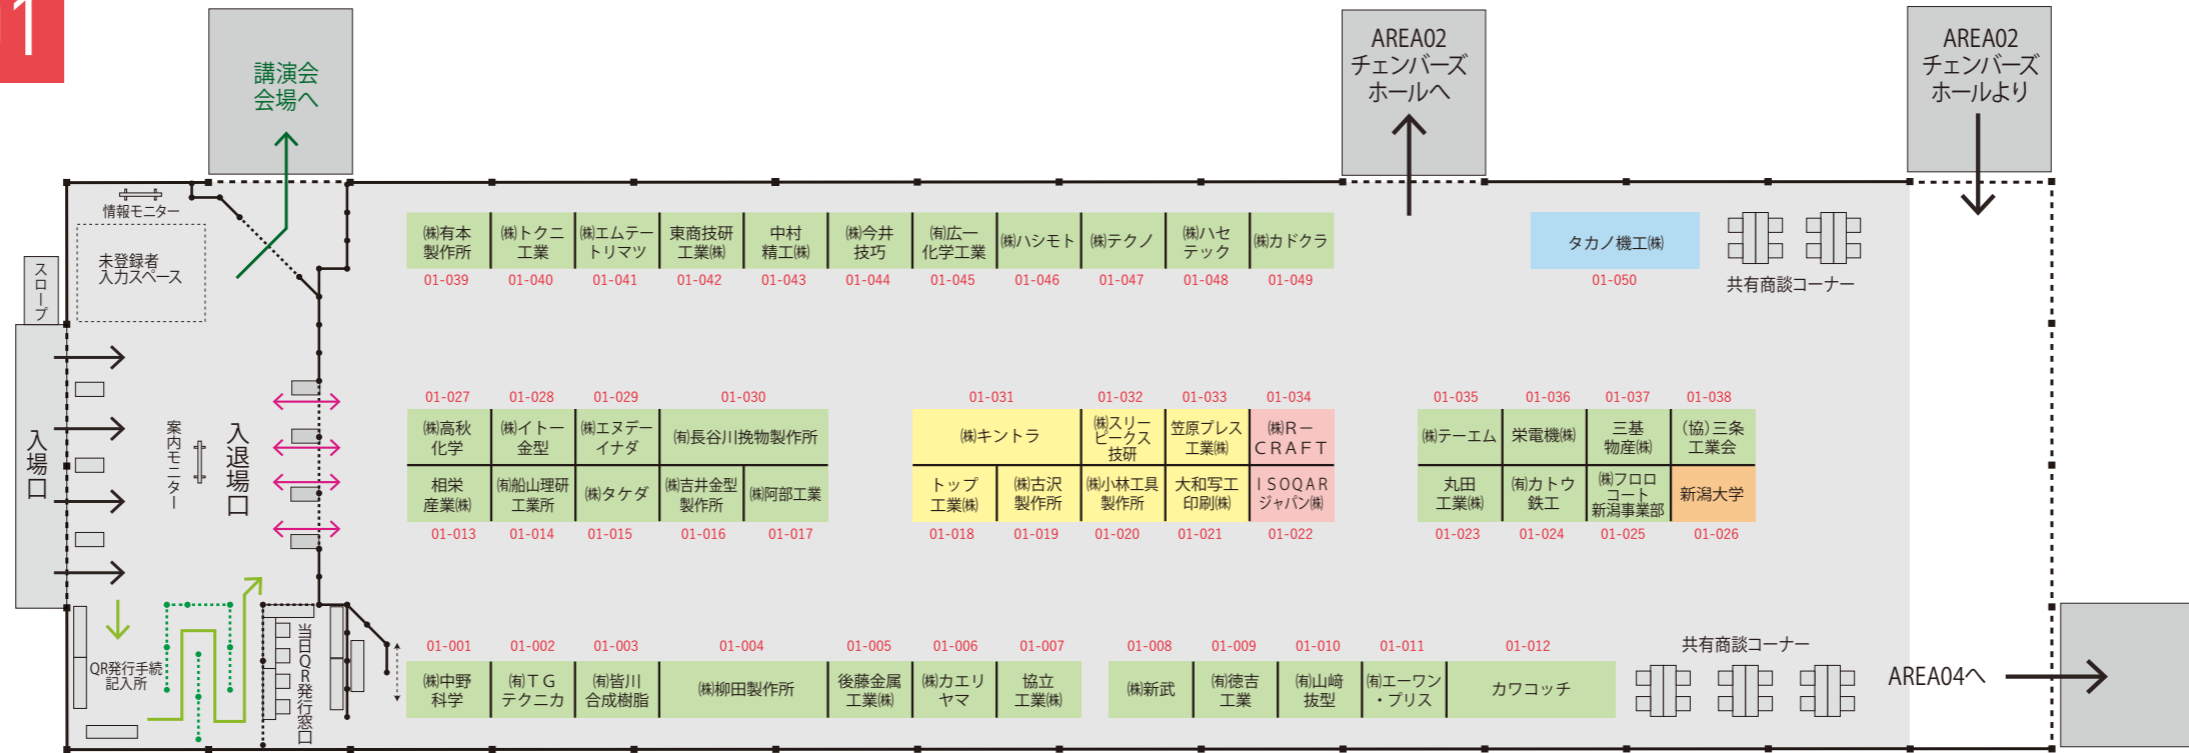 01
講演会
会場へ
AREA02
チェンバーズ
ホールへ
AREA02
チェンバーズ
ホールより
情報モニター
未登録者
入力スペース
スロープ
入場口
案内モニター
入退場口
㈱有本
製作所
㈱トクニ
工業
㈱エムテー
トリマツ
東商技研
工業㈱
中村
精工㈱
㈱今井
技巧
㈲広一
化学工業
㈱ハシモト
㈱テクノ
㈱ハセ
テック
㈱カドクラ
タカノ機工㈱
01-039
01-040
01-041
01-042
01-043
01-044
01-045
01-046
01-047
01-048
01-049
01-050
共有商談コーナー
01-027
01-028
01-029
01-030
01-031
01-032
01-033
01-034
01-035
01-036
01-037
01-038
㈱高秋
化学
㈱イトー
金型
㈱エヌデー
イナダ
㈲長谷川挽物製作所
㈱キントラ
㈱スリー
ピークス
技研
笠原プレス
工業㈱
㈱R－
CRAFT
㈱テーエム
栄電機㈱
三基
物産㈱
(協)三条
工業会
相栄
産業㈱
㈲船山理研
工業所
㈱タケダ
㈱吉井金型
製作所
㈱阿部工業
トップ
工業㈱
㈱古沢
製作所
㈱小林工具
製作所
大和写工
印刷㈱
ISOQAR
ジャパン㈱
丸田
工業㈱
㈲カトウ
鉄工
㈱フロロ
コート
新潟事業部
新潟大学
01-013
01-014
01-015
01-016
01-017
01-018
01-019
01-020
01-021
01-022
01-023
01-024
01-025
01-026
QR発行手続
記入所
当日QR発行窓口
01-001
01-002
01-003
01-004
01-005
01-006
01-007
01-008
01-009
01-010
01-011
01-012
共有商談コーナー
㈱中野
科学
㈲TG
テクニカ
㈲皆川
合成樹脂
㈱柳田製作所
後藤金属
工業㈱
㈱カエリ
ヤマ
協立
工業㈱
㈱新武
㈲徳吉
工業
㈲山﨑
抜型
㈲エーワン
・プリス
カワコッチ
AREA04へ